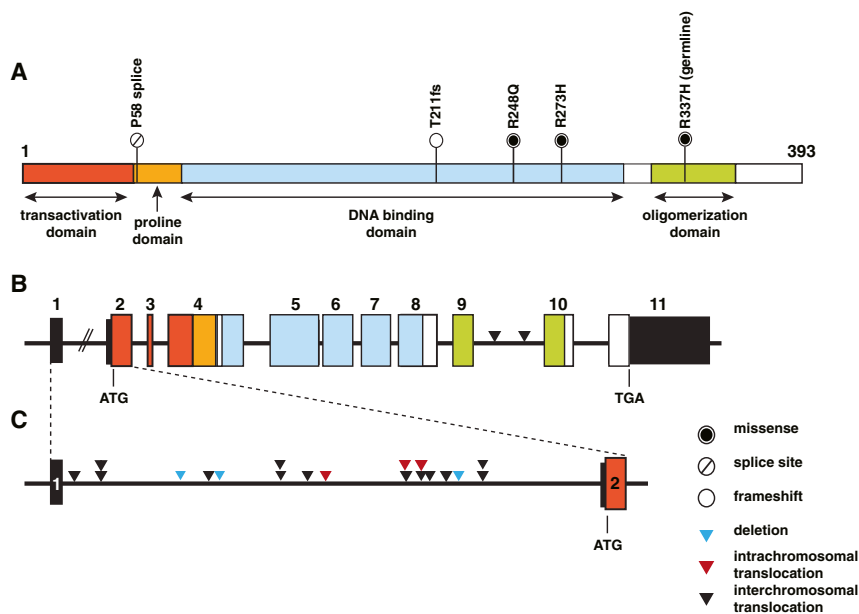 A
P58 splice
T211fs
R248Q
R273H
R337H (germline)
1
393
transactivation
domain
proline
domain
DNA binding
domain
oligomerization
domain
B
1
2
3
4
5
6
7
8
9
10
11
ATG
TGA
C
1
2
ATG
missense
splice site
frameshift
deletion
intrachromosomal
translocation
interchromosomal
translocation